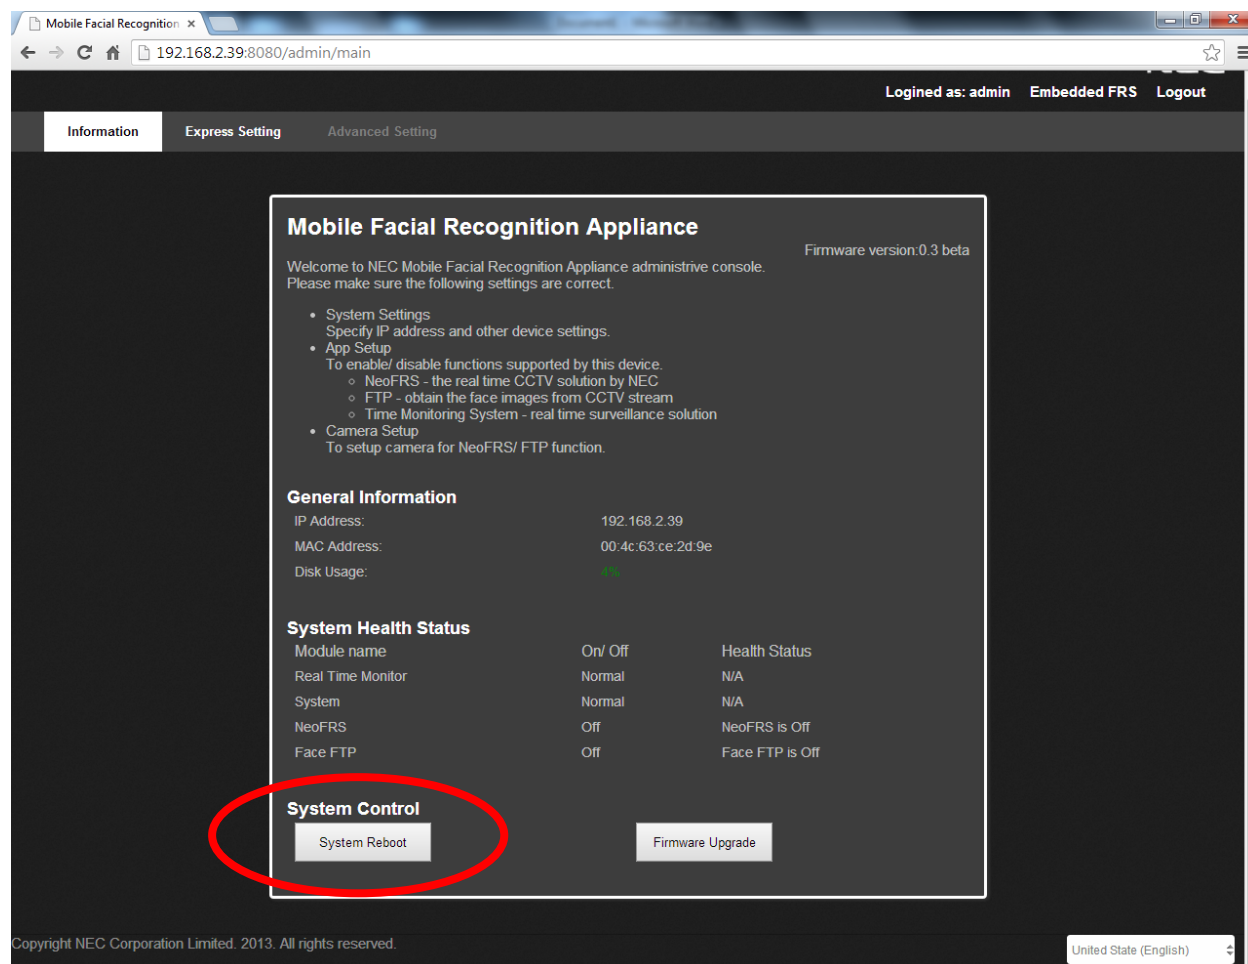 Mobile Facial Recognition
192.168.2.39:8080/admin/main
Logined as: admin Embedded FRS Logout
Information Express Setting Advanced Setting
Mobile Facial Recognition Appliance
Firmware version:0.3 beta
Welcome to NEC Mobile Facial Recognition Appliance administrive console.
Please make sure the following settings are correct.
• System Settings
Specify IP address and other device settings.
• App Setup
To enable/ disable functions supported by this device.
◦ NeoFRS - the real time CCTV solution by NEC
◦ FTP - obtain the face images from CCTV stream
◦ Time Monitoring System - real time surveillance solution
• Camera Setup
To setup camera for NeoFRS/ FTP function.
General Information
IP Address: 192.168.2.39
MAC Address: 00:4c:63:ce:2d:9e
Disk Usage: 4%
System Health Status
Module name On/ Off Health Status
Real Time Monitor Normal N/A
System Normal N/A
NeoFRS Off NeoFRS is Off
Face FTP Off Face FTP is Off
System Control
System Reboot Firmware Upgrade
Copyright NEC Corporation Limited. 2013. All rights reserved.
United State (English)